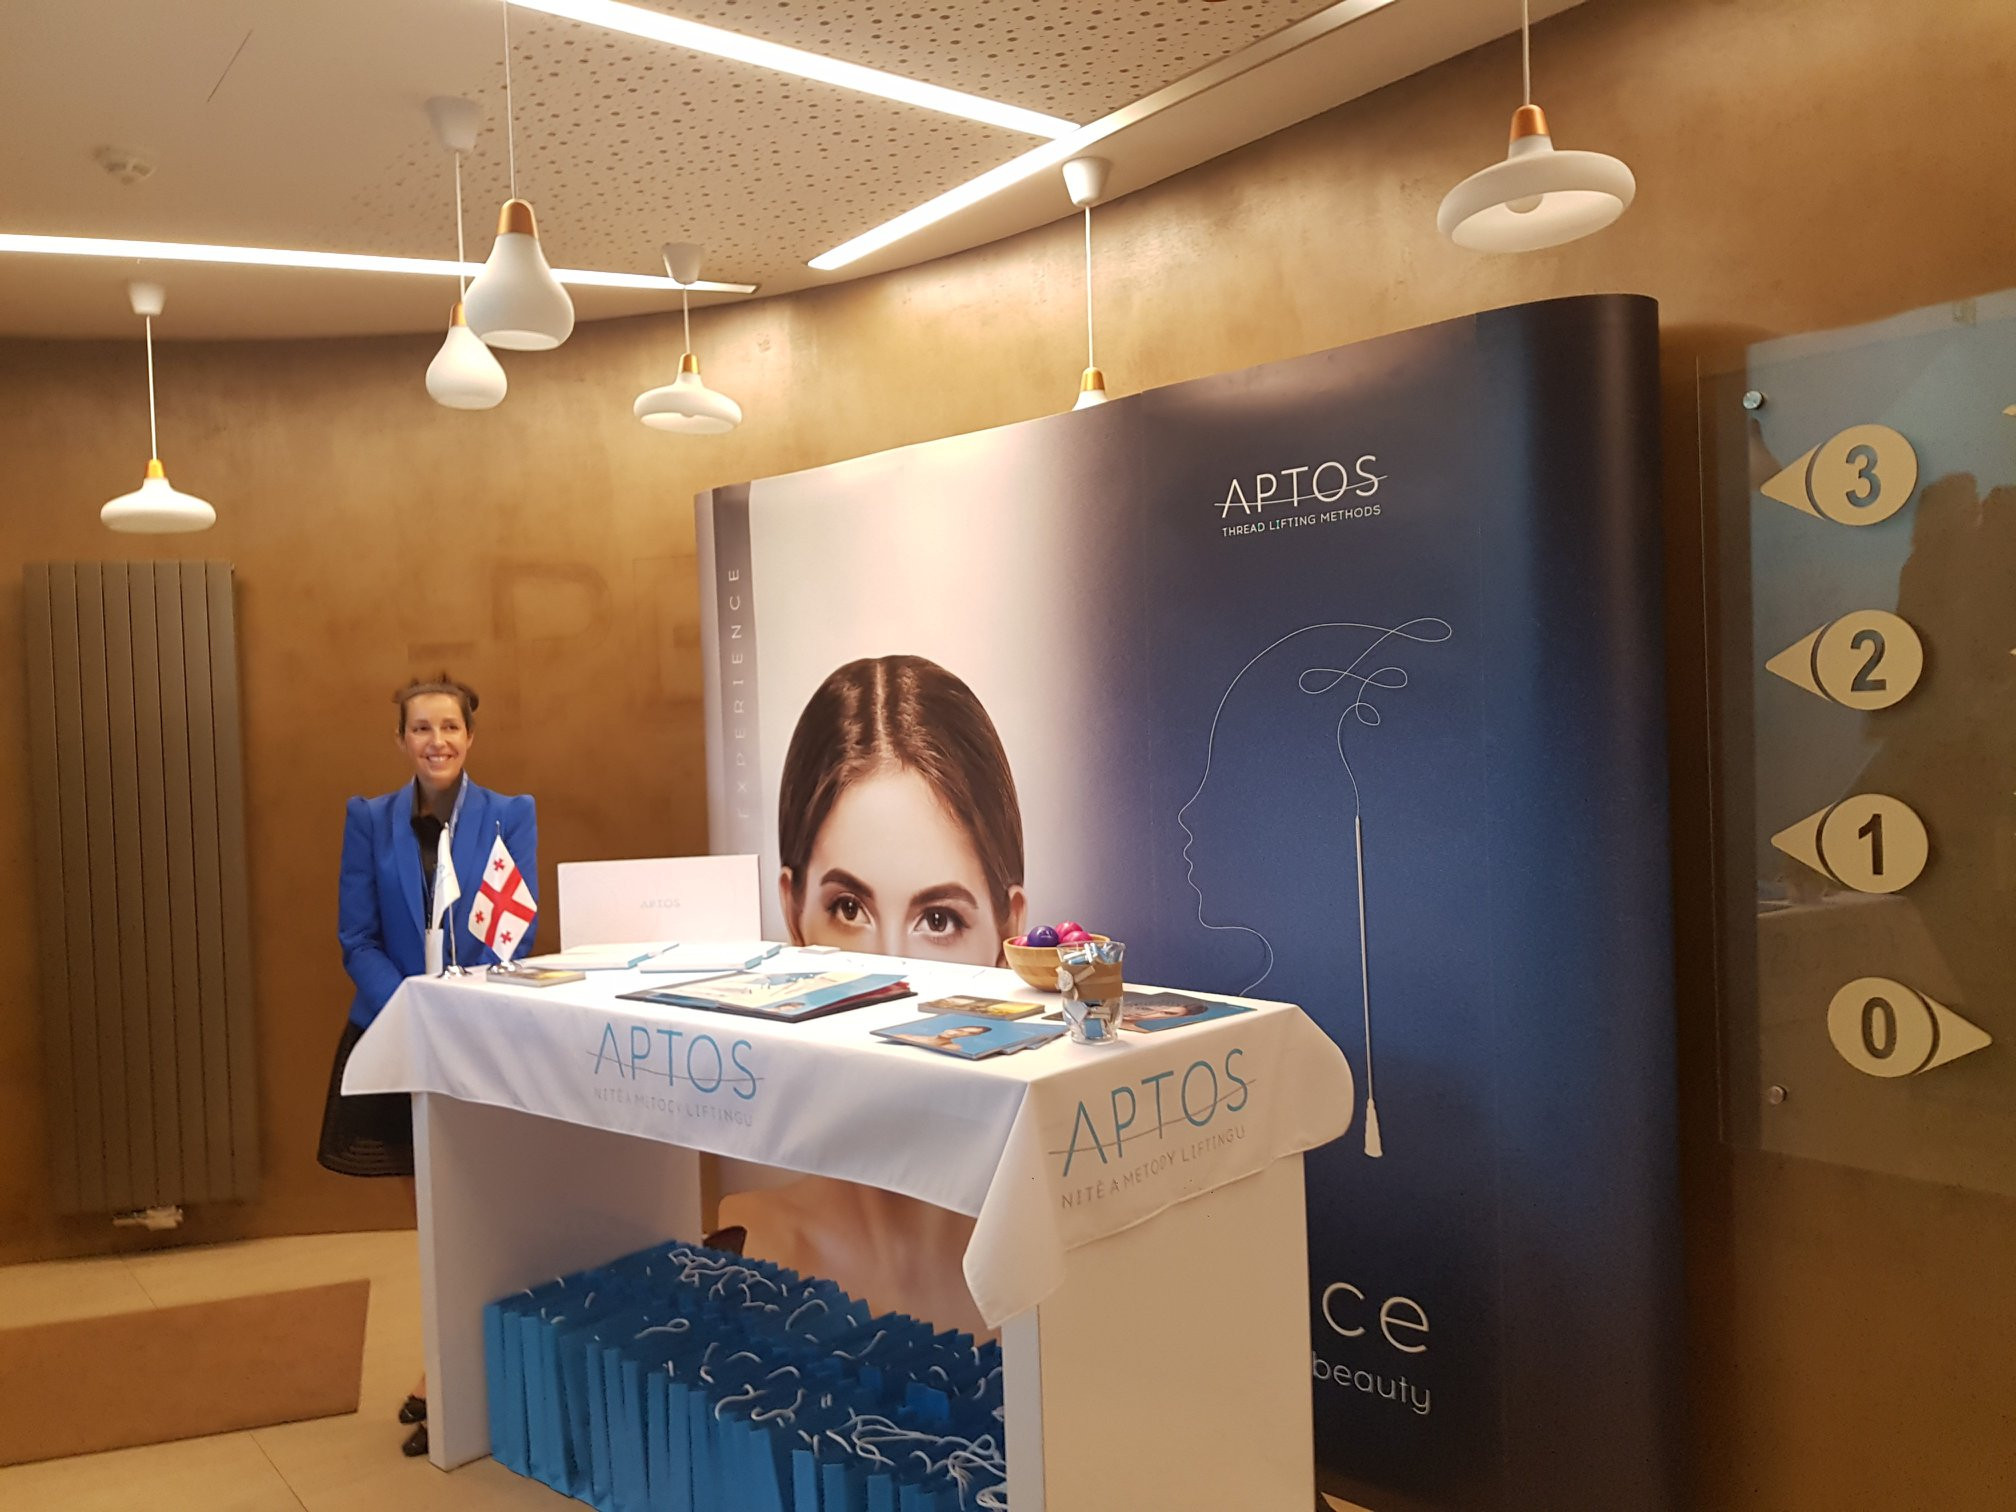 APTOS
THREAD LIFTING METHODS
EXPERIENCE
APTOS
APTOS
NITĚ A METODY LIFTINGU
APTOS
NITĚ A METODY LIFTINGU
ce
beauty
3
2
1
0